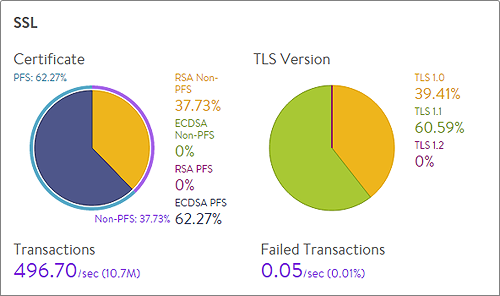 SSL
Certificate
PFS: 62.27%
RSA Non-
PFS
37.73%
ECDSA
Non-PFS
0%
RSA PFS
0%
ECDSA PFS
62.27%
Non-PFS: 37.73%
TLS Version
TLS 1.0
39.41%
TLS 1.1
60.59%
TLS 1.2
0%
Transactions
496.70/sec (10.7M)
Failed Transactions
0.05/sec (0.01%)